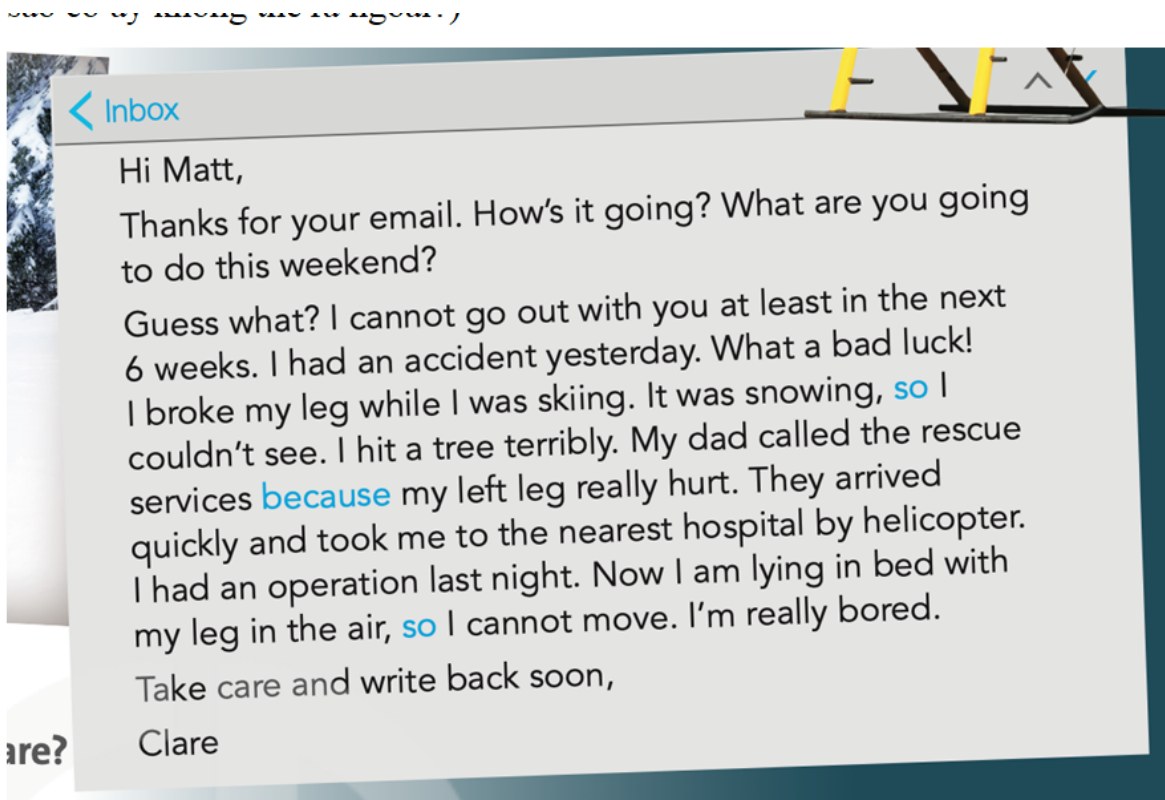 Inbox
Hi Matt,
Thanks for your email. How's it going? What are you going
to do this weekend?
Guess what? I cannot go out with you at least in the next
6 weeks. I had an accident yesterday. What a bad luck!
I broke my leg while I was skiing. It was snowing, so I
couldn't see. I hit a tree terribly. My dad called the rescue
services because my left leg really hurt. They arrived
quickly and took me to the nearest hospital by helicopter.
I had an operation last night. Now I am lying in bed with
my leg in the air, so I cannot move. I'm really bored.
Take care and write back soon,
Clare